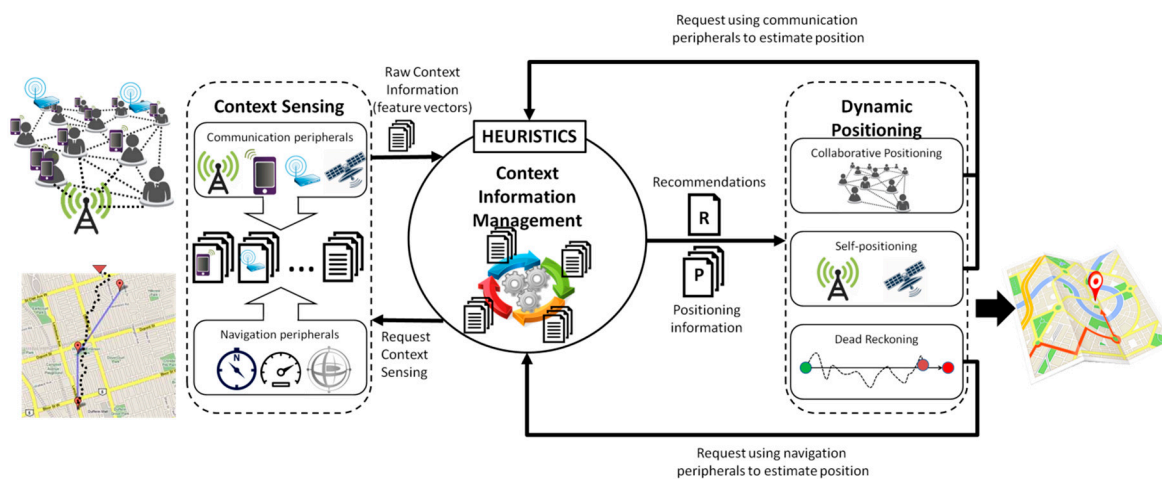 Request using communication
peripherals to estimate position
Raw Context
Information
(feature vectors)
Context Sensing
Communication peripherals
Navigation peripherals
N
Request
Context
Sensing
HEURISTICS
Context
Information
Management
Recommendations
R
P
Positioning
information
Dynamic
Positioning
Collaborative Positioning
Self-positioning
Dead Reckoning
Request using navigation
peripherals to estimate position